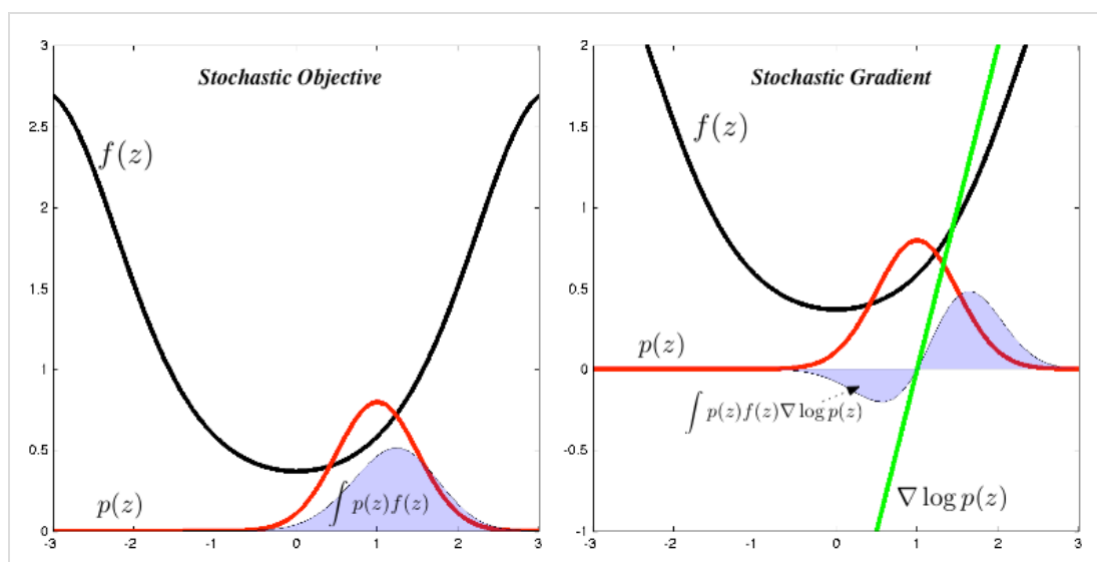 Stochastic Objective
3
2.5
2
1.5
1
0.5
0
f(z)
p(z)
∫ p(z)f(z)
-3 -2 -1 0 1 2 3
Stochastic Gradient
2
1.5
1
0.5
0
-0.5
-1
f(z)
p(z)
∫ p(z)f(z)∇ log p(z)
∇ log p(z)
-3 -2 -1 0 1 2 3